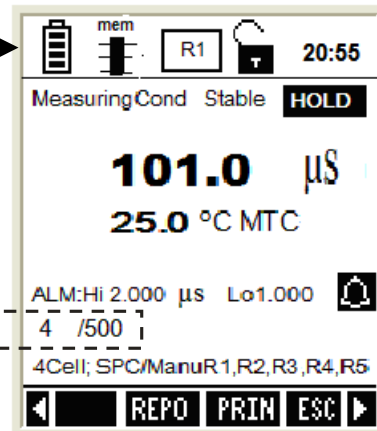 mem
R1 T 20:55
MeasuringCond Stable HOLD
101.0 µS
25.0 °C MTC
ALM:Hi 2.000 µs Lo1.000
4 /500
4Cell; SPC/ManuR1,R2,R3,R4,R5
REPO PRIN ESC